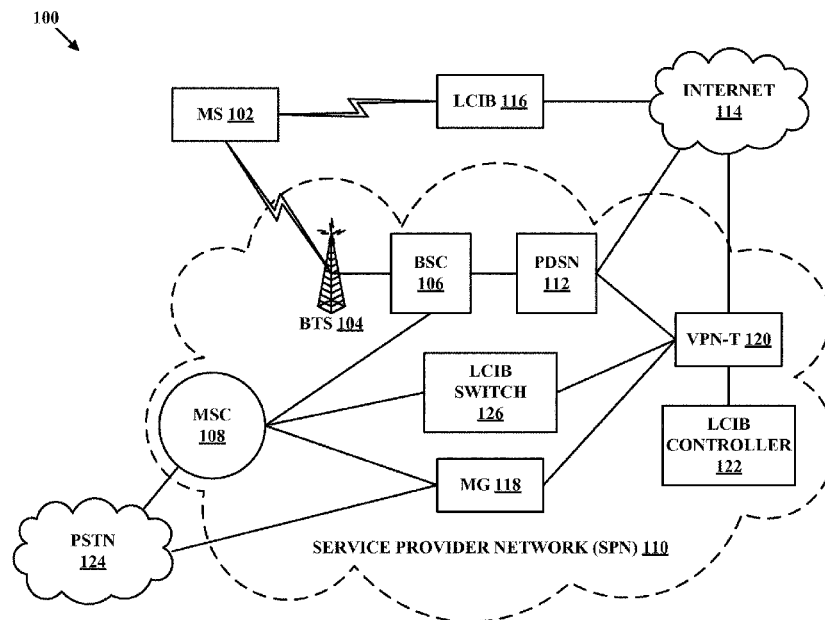 100
MS 102
LCIB 116
INTERNET
114
BSC
106
PDSN
112
BTS 104
VPN-T 120
LCIB
SWITCH
126
MSC
108
LCIB
CONTROLLER
122
MG 118
PSTN
124
SERVICE PROVIDER NETWORK (SPN) 110